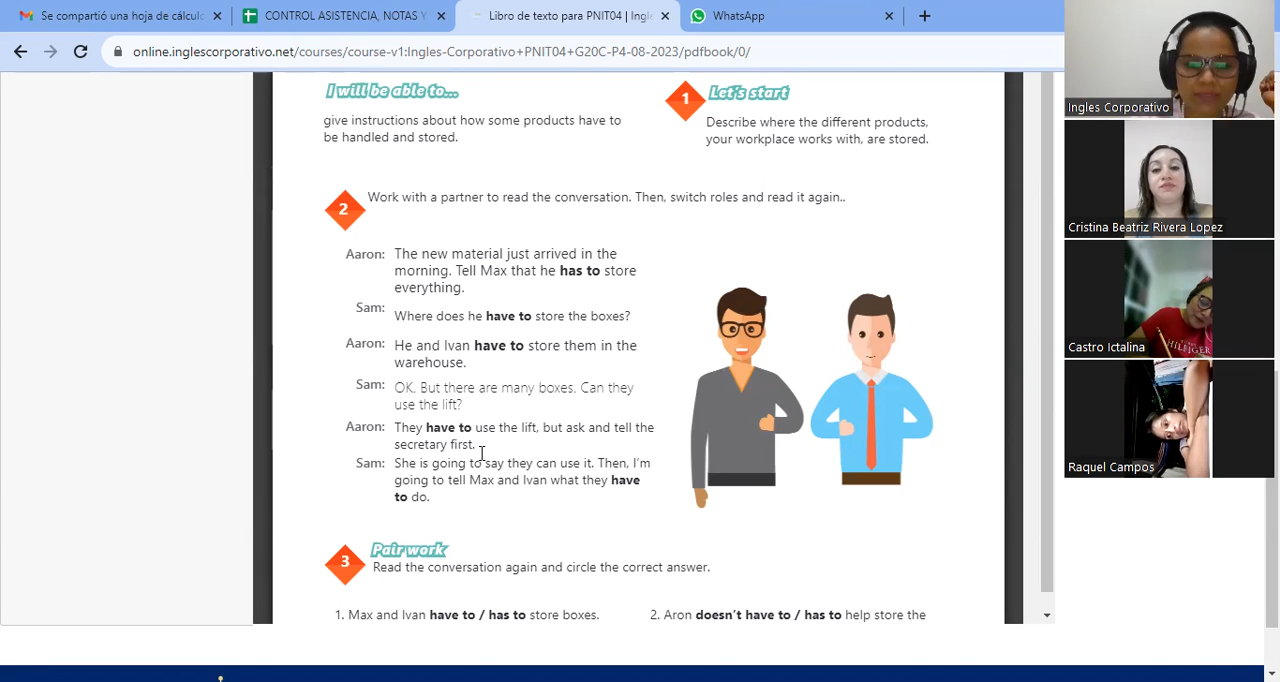 Se compartió una hoja de cálcu
CONTROL ASISTENCIA, NOTAS Y
Libro de texto para PNIT04 | Ingle
WhatsApp
online.inglescorporativo.net/courses/course-v1:Ingles-Corporativo+PNIT04+G20C-P4-08-2023/pdfbook/0/
I will be able to...
give instructions about how some products have to
be handled and stored.
1 Let's start
Describe where the different products,
your workplace works with, are stored.
2 Work with a partner to read the conversation. Then, switch roles and read it again..
Aaron: The new material just arrived in the
morning. Tell Max that he has to store
everything.
Sam: Where does he have to store the boxes?
Aaron: He and Ivan have to store them in the
warehouse.
Sam: OK. But there are many boxes. Can they
use the lift?
Aaron: They have to use the lift, but ask and tell the
secretary first.
Sam: She is going to say they can use it. Then, I'm
going to tell Max and Ivan what they have
to do.
3 Pair work
Read the conversation again and circle the correct answer.
1. Max and Ivan have to / has to store boxes.
2. Aron doesn't have to / has to help store the
Ingles Corporativo
Cristina Beatriz Rivera Lopez
Castro Ictalina
Raquel Campos